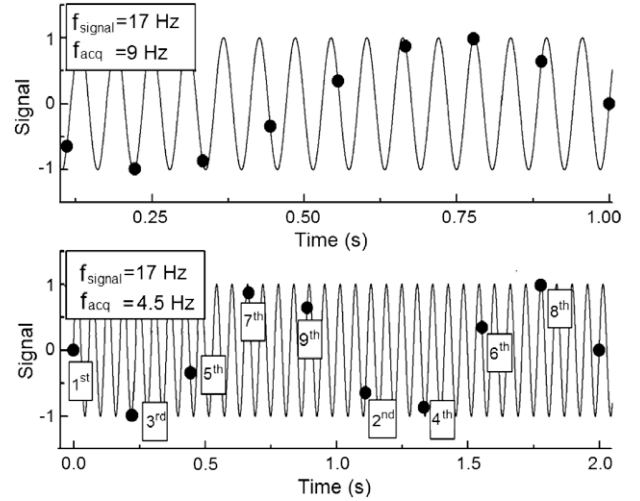 f_signal=17 Hz
f_acq = 9 Hz
Signal
1
0
-1
0.25 0.50 0.75 1.00
Time (s)
f_signal=17 Hz
f_acq = 4.5 Hz
Signal
1
0
-1
1st
3rd
5th
7th
9th
2nd
4th
6th
8th
0.0 0.5 1.0 1.5 2.0
Time (s)